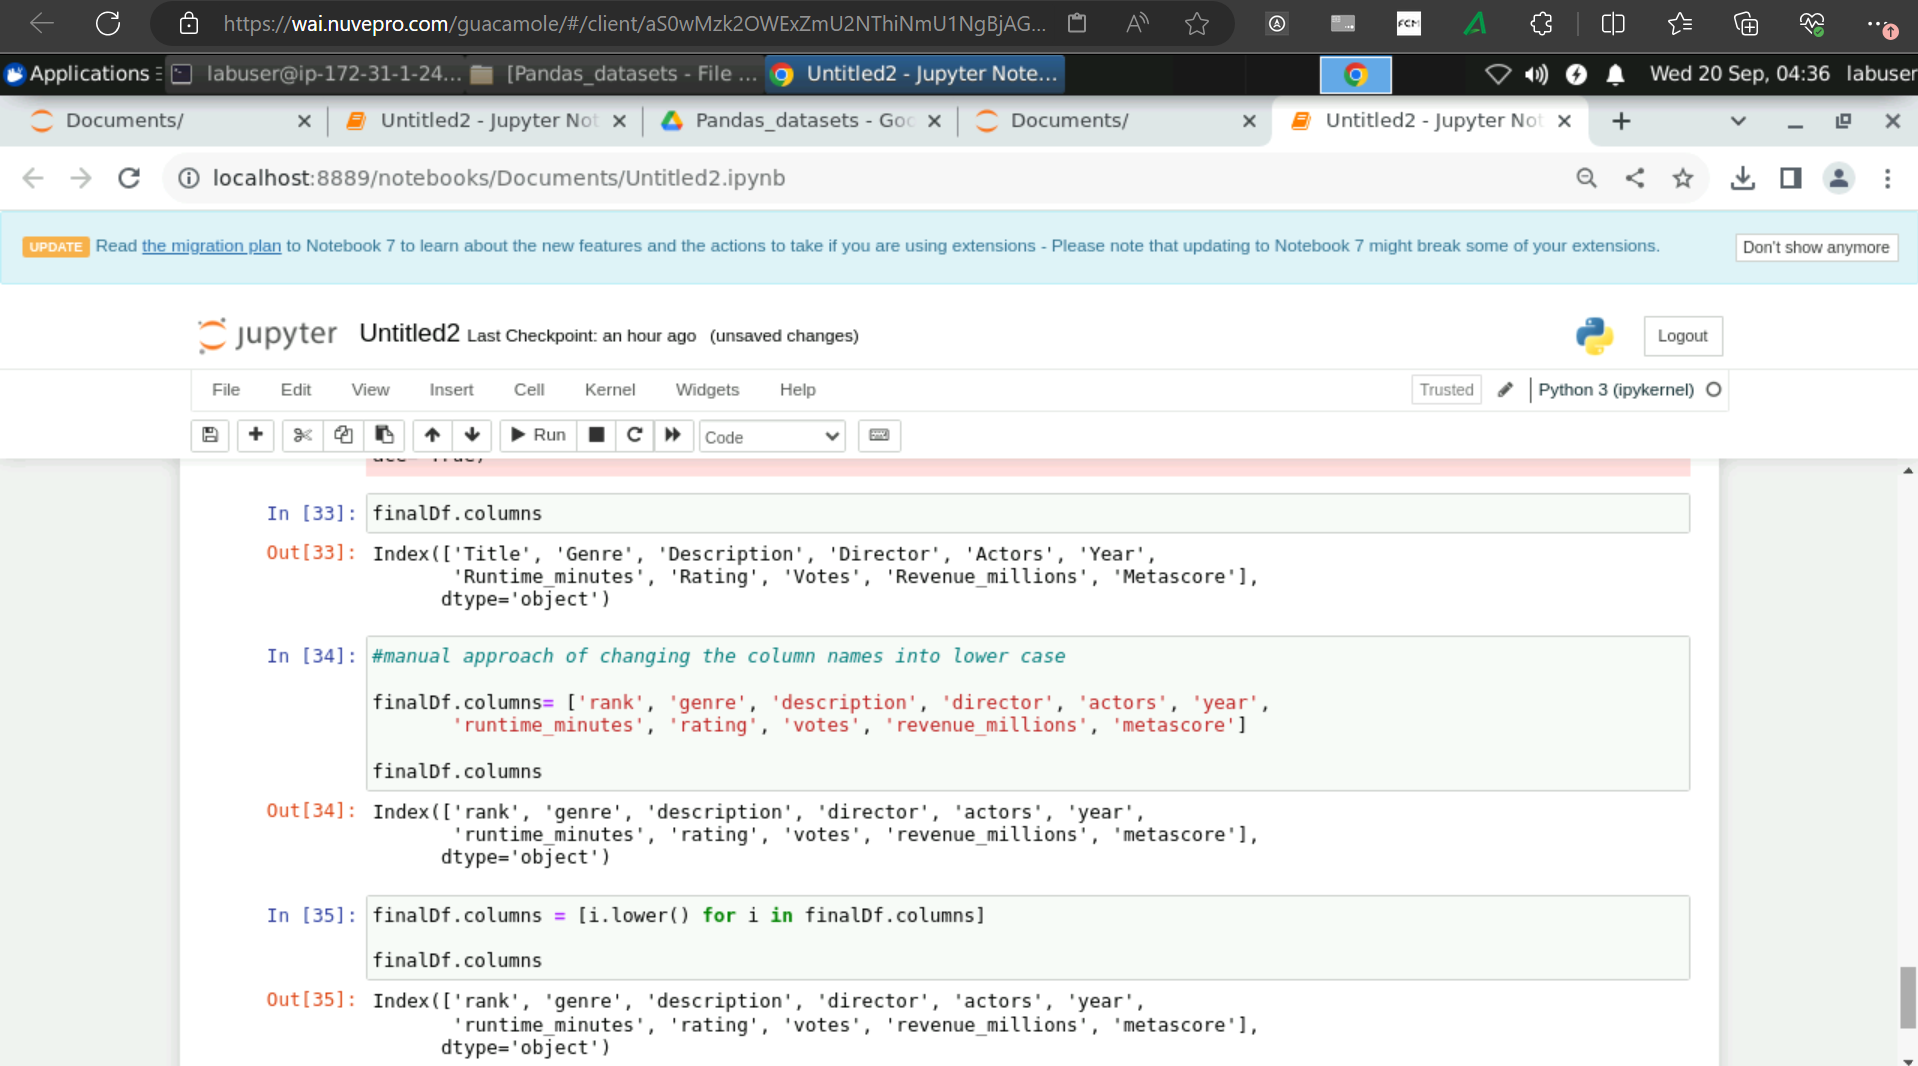 https://wai.nuvepro.com/guacamole/#/client/aS0wMzk2OWExZmU2NThiNmU1NgBjAG...
Applications
labuser@ip-172-31-1-24...
[Pandas_datasets - File ...
Untitled2 - Jupyter Note...
Wed 20 Sep, 04:36 labuser
Documents/
Untitled2 - Jupyter Not
Pandas_datasets - Goo
Documents/
Untitled2 - Jupyter Not
localhost:8889/notebooks/Documents/Untitled2.ipynb
UPDATE Read the migration plan to Notebook 7 to learn about the new features and the actions to take if you are using extensions - Please note that updating to Notebook 7 might break some of your extensions.
Don't show anymore
jupyter Untitled2 Last Checkpoint: an hour ago (unsaved changes)
Logout
File Edit View Insert Cell Kernel Widgets Help
Trusted
Python 3 (ipykernel)
Run
Code
In [33]: finalDf.columns
Out[33]: Index(['Title', 'Genre', 'Description', 'Director', 'Actors', 'Year',
'Runtime_minutes', 'Rating', 'Votes', 'Revenue_millions', 'Metascore'],
dtype='object')
In [34]: #manual approach of changing the column names into lower case
finalDf.columns= ['rank', 'genre', 'description', 'director', 'actors', 'year',
'runtime_minutes', 'rating', 'votes', 'revenue_millions', 'metascore']
finalDf.columns
Out[34]: Index(['rank', 'genre', 'description', 'director', 'actors', 'year',
'runtime_minutes', 'rating', 'votes', 'revenue_millions', 'metascore'],
dtype='object')
In [35]: finalDf.columns = [i.lower() for i in finalDf.columns]
finalDf.columns
Out[35]: Index(['rank', 'genre', 'description', 'director', 'actors', 'year',
'runtime_minutes', 'rating', 'votes', 'revenue_millions', 'metascore'],
dtype='object')